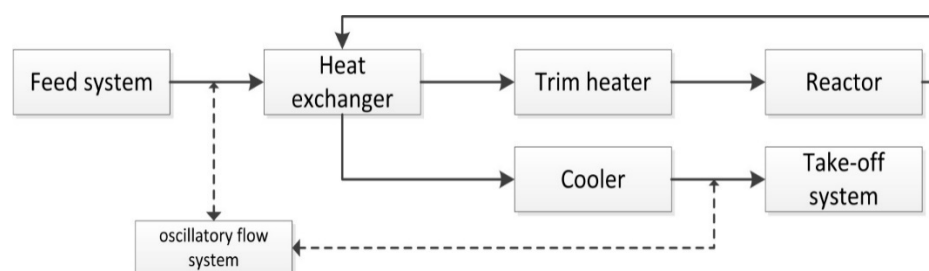 Feed system
Heat
exchanger
Trim heater
Reactor
Cooler
Take-off
system
oscillatory flow
system